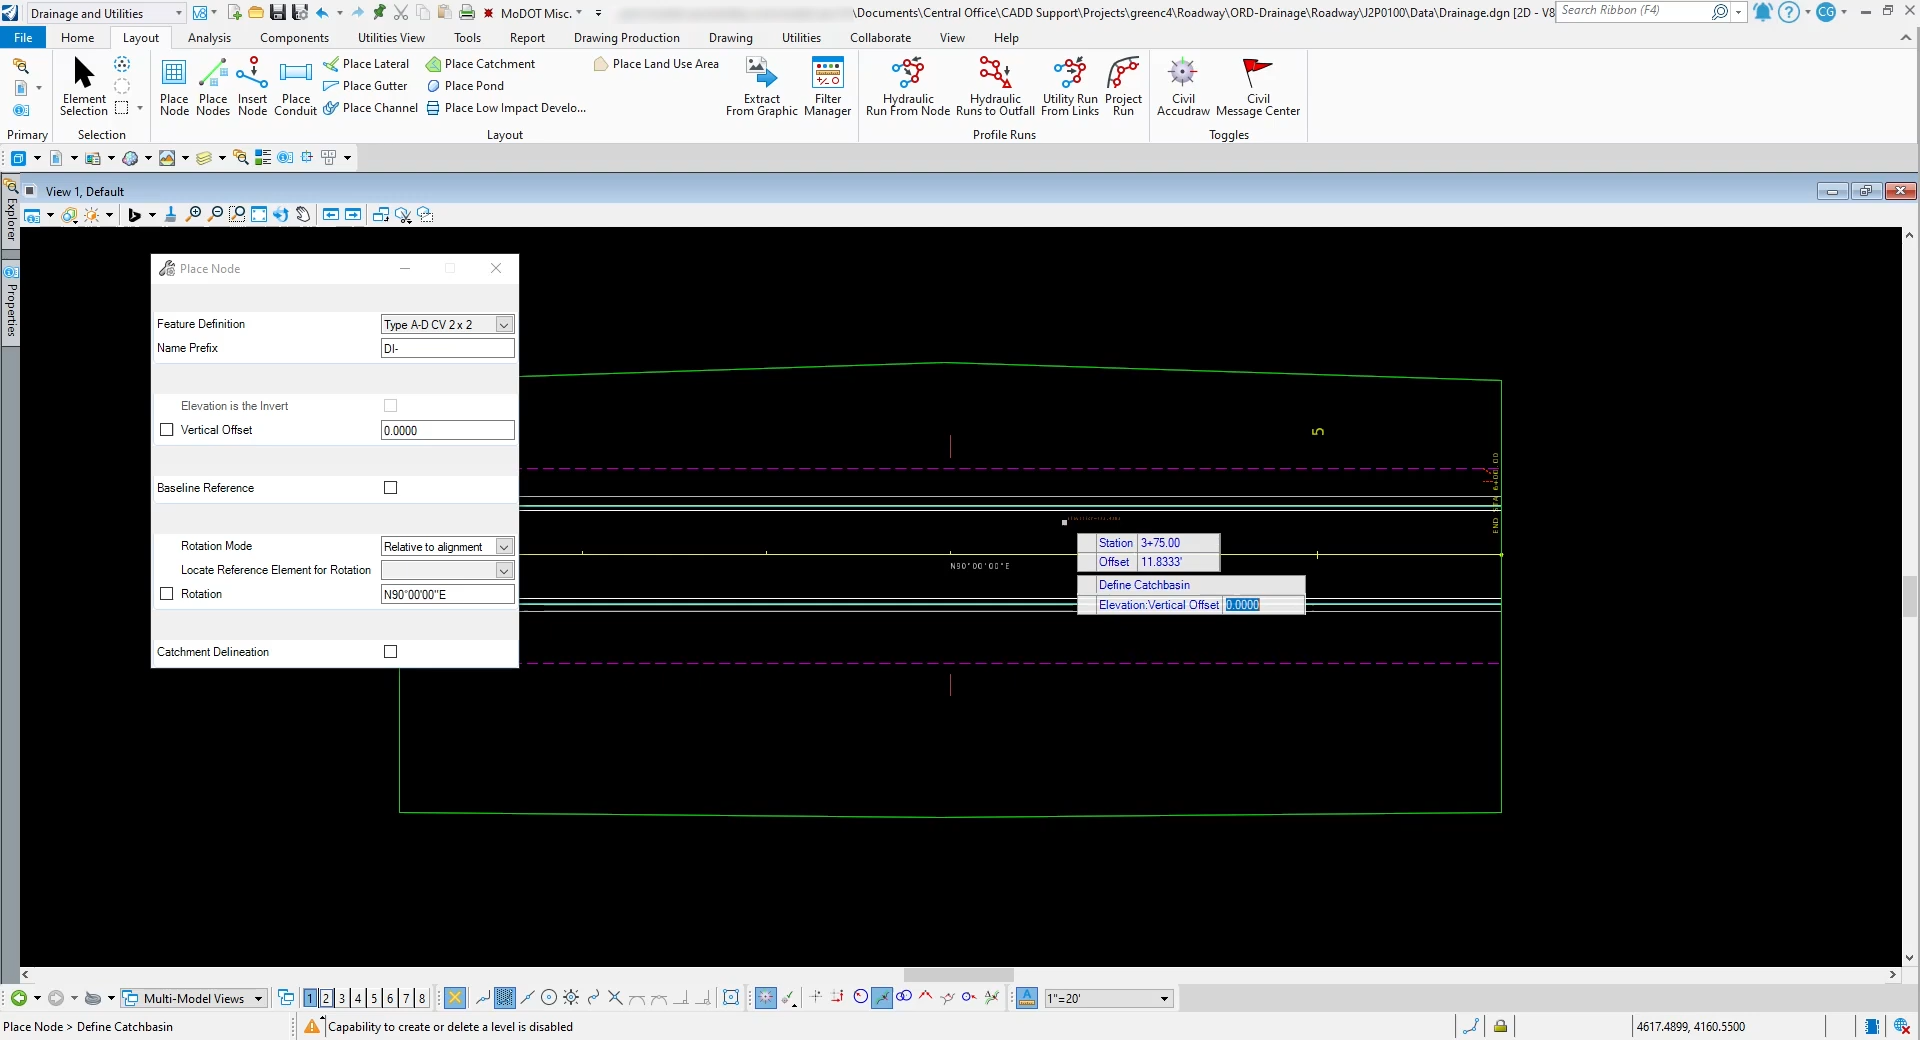 Drainage and Utilities
MoDOT Misc.
\Documents\Central Office\CADD Support\Projects\greenc4\Roadway\ORD-Drainage\Roadway\J2P0100\Data\Drainage.dgn [2D - V8
Search Ribbon (F4)
CG
File Home Layout Analysis Components Utilities View Tools Report Drawing Production Drawing Utilities Collaborate View Help
Element Selection
Place Node
Place Nodes
Insert Node
Place Conduit
Place Lateral
Place Gutter
Place Channel
Place Catchment
Place Pond
Place Low Impact Develo...
Place Land Use Area
Extract From Graphic
Filter Manager
Hydraulic Run From Node
Hydraulic Runs to Outfall
Utility Run From Links
Project Run
Civil Accudraw
Civil Message Center
Primary Selection Layout Profile Runs Toggles
View 1, Default
Explorer
Properties
Place Node
Feature Definition Type A-D CV 2 x 2
Name Prefix DI-
Elevation is the Invert
Vertical Offset 0.0000
Baseline Reference
Rotation Mode Relative to alignment
Locate Reference Element for Rotation
Rotation N90°00'00"E
Catchment Delineation
5
END STA 6+00.00
Station 3+75.00
Offset 11.8333'
N90°00'00"E
Define Catchbasin
Elevation:Vertical Offset 0.0000
Multi-Model Views 1 2 3 4 5 6 7 8
1"=20'
Place Node > Define Catchbasin
Capability to create or delete a level is disabled
4617.4899, 4160.5500